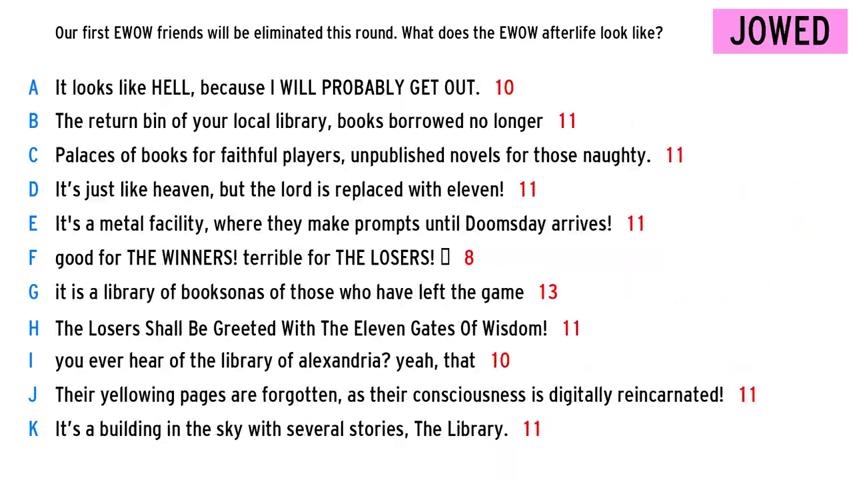 Our first EWOW friends will be eliminated this round. What does the EWOW afterlife look like?
JOWED
A It looks like HELL, because I WILL PROBABLY GET OUT. 10
B The return bin of your local library, books borrowed no longer 11
C Palaces of books for faithful players, unpublished novels for those naughty. 11
D It’s just like heaven, but the lord is replaced with eleven! 11
E It's a metal facility, where they make prompts until Doomsday arrives! 11
F good for THE WINNERS! terrible for THE LOSERS! 8
G it is a library of booksonas of those who have left the game 13
H The Losers Shall Be Greeted With The Eleven Gates Of Wisdom! 11
I you ever hear of the library of alexandria? yeah, that 10
J Their yellowing pages are forgotten, as their consciousness is digitally reincarnated! 11
K It’s a building in the sky with several stories, The Library. 11